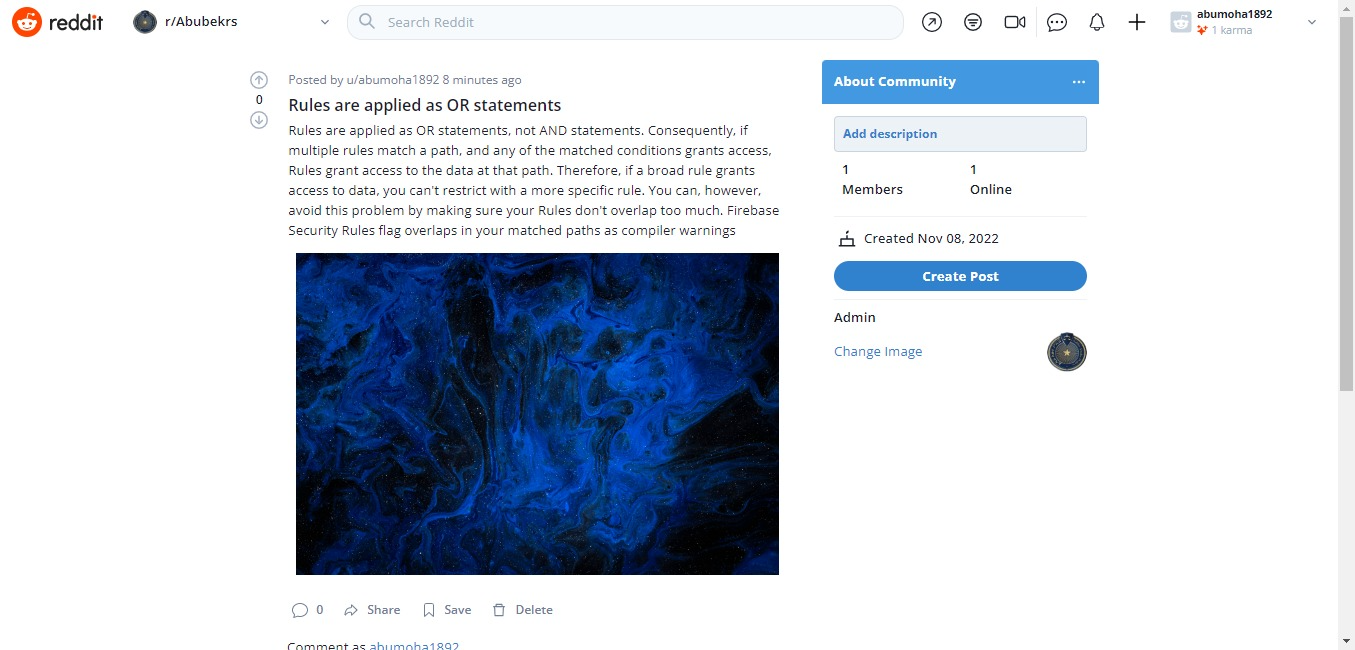 reddit
r/Abubekrs
Search Reddit
abumoha1892
1 karma
Posted by u/abumoha1892 8 minutes ago
0
Rules are applied as OR statements
Rules are applied as OR statements, not AND statements. Consequently, if
multiple rules match a path, and any of the matched conditions grants access,
Rules grant access to the data at that path. Therefore, if a broad rule grants
access to data, you can't restrict with a more specific rule. You can, however,
avoid this problem by making sure your Rules don't overlap too much. Firebase
Security Rules flag overlaps in your matched paths as compiler warnings
0 Share Save Delete
Comment as abumoha1892
About Community
Add description
1 1
Members Online
Created Nov 08, 2022
Create Post
Admin
Change Image